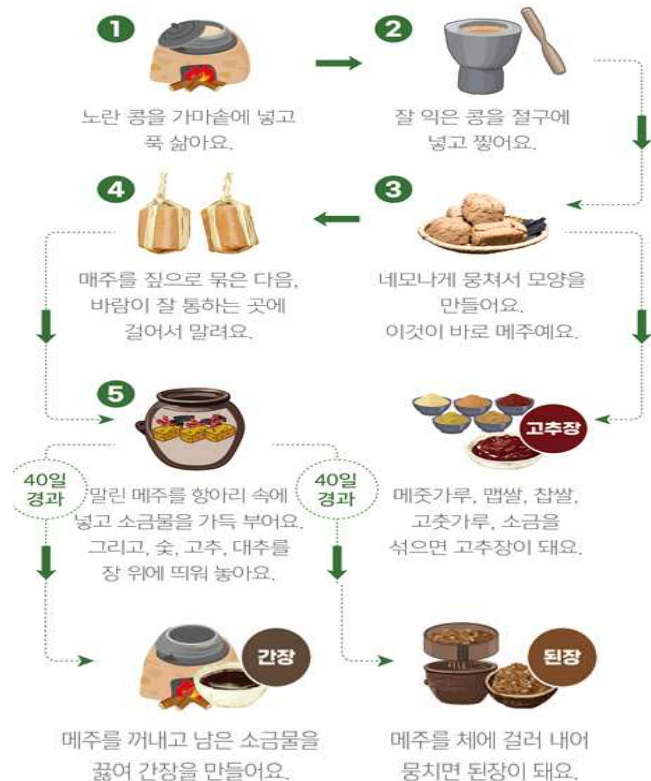 1
노란 콩을 가마솥에 넣고
푹 삶아요.
2
잘 익은 콩을 절구에
넣고 찧어요.
3
네모나게 뭉쳐서 모양을
만들어요.
이것이 바로 메주예요.
4
매주를 짚으로 묶은 다음,
바람이 잘 통하는 곳에
걸어서 말려요.
5
말린 메주를 항아리 속에
넣고 소금물을 가득 부어요.
그리고, 숯, 고추, 대추를
장 위에 띄워 놓아요.
고추장
메줏가루, 맵쌀, 찹쌀,
고춧가루, 소금을
섞으면 고추장이 돼요.
40일
경과
40일
경과
간장
메주를 꺼내고 남은 소금물을
끓여 간장을 만들어요.
된장
메주를 체에 걸러 내어
뭉치면 된장이 돼요.